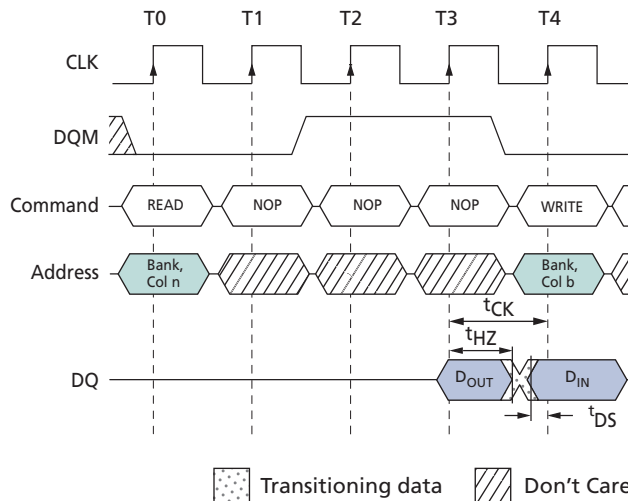 T0 T1 T2 T3 T4
CLK
DQM
Command READ NOP NOP NOP WRITE
Address Bank, Col n Bank, Col b
tCK
tHZ
DQ DOUT DIN
tDS
Transitioning data Don't Care